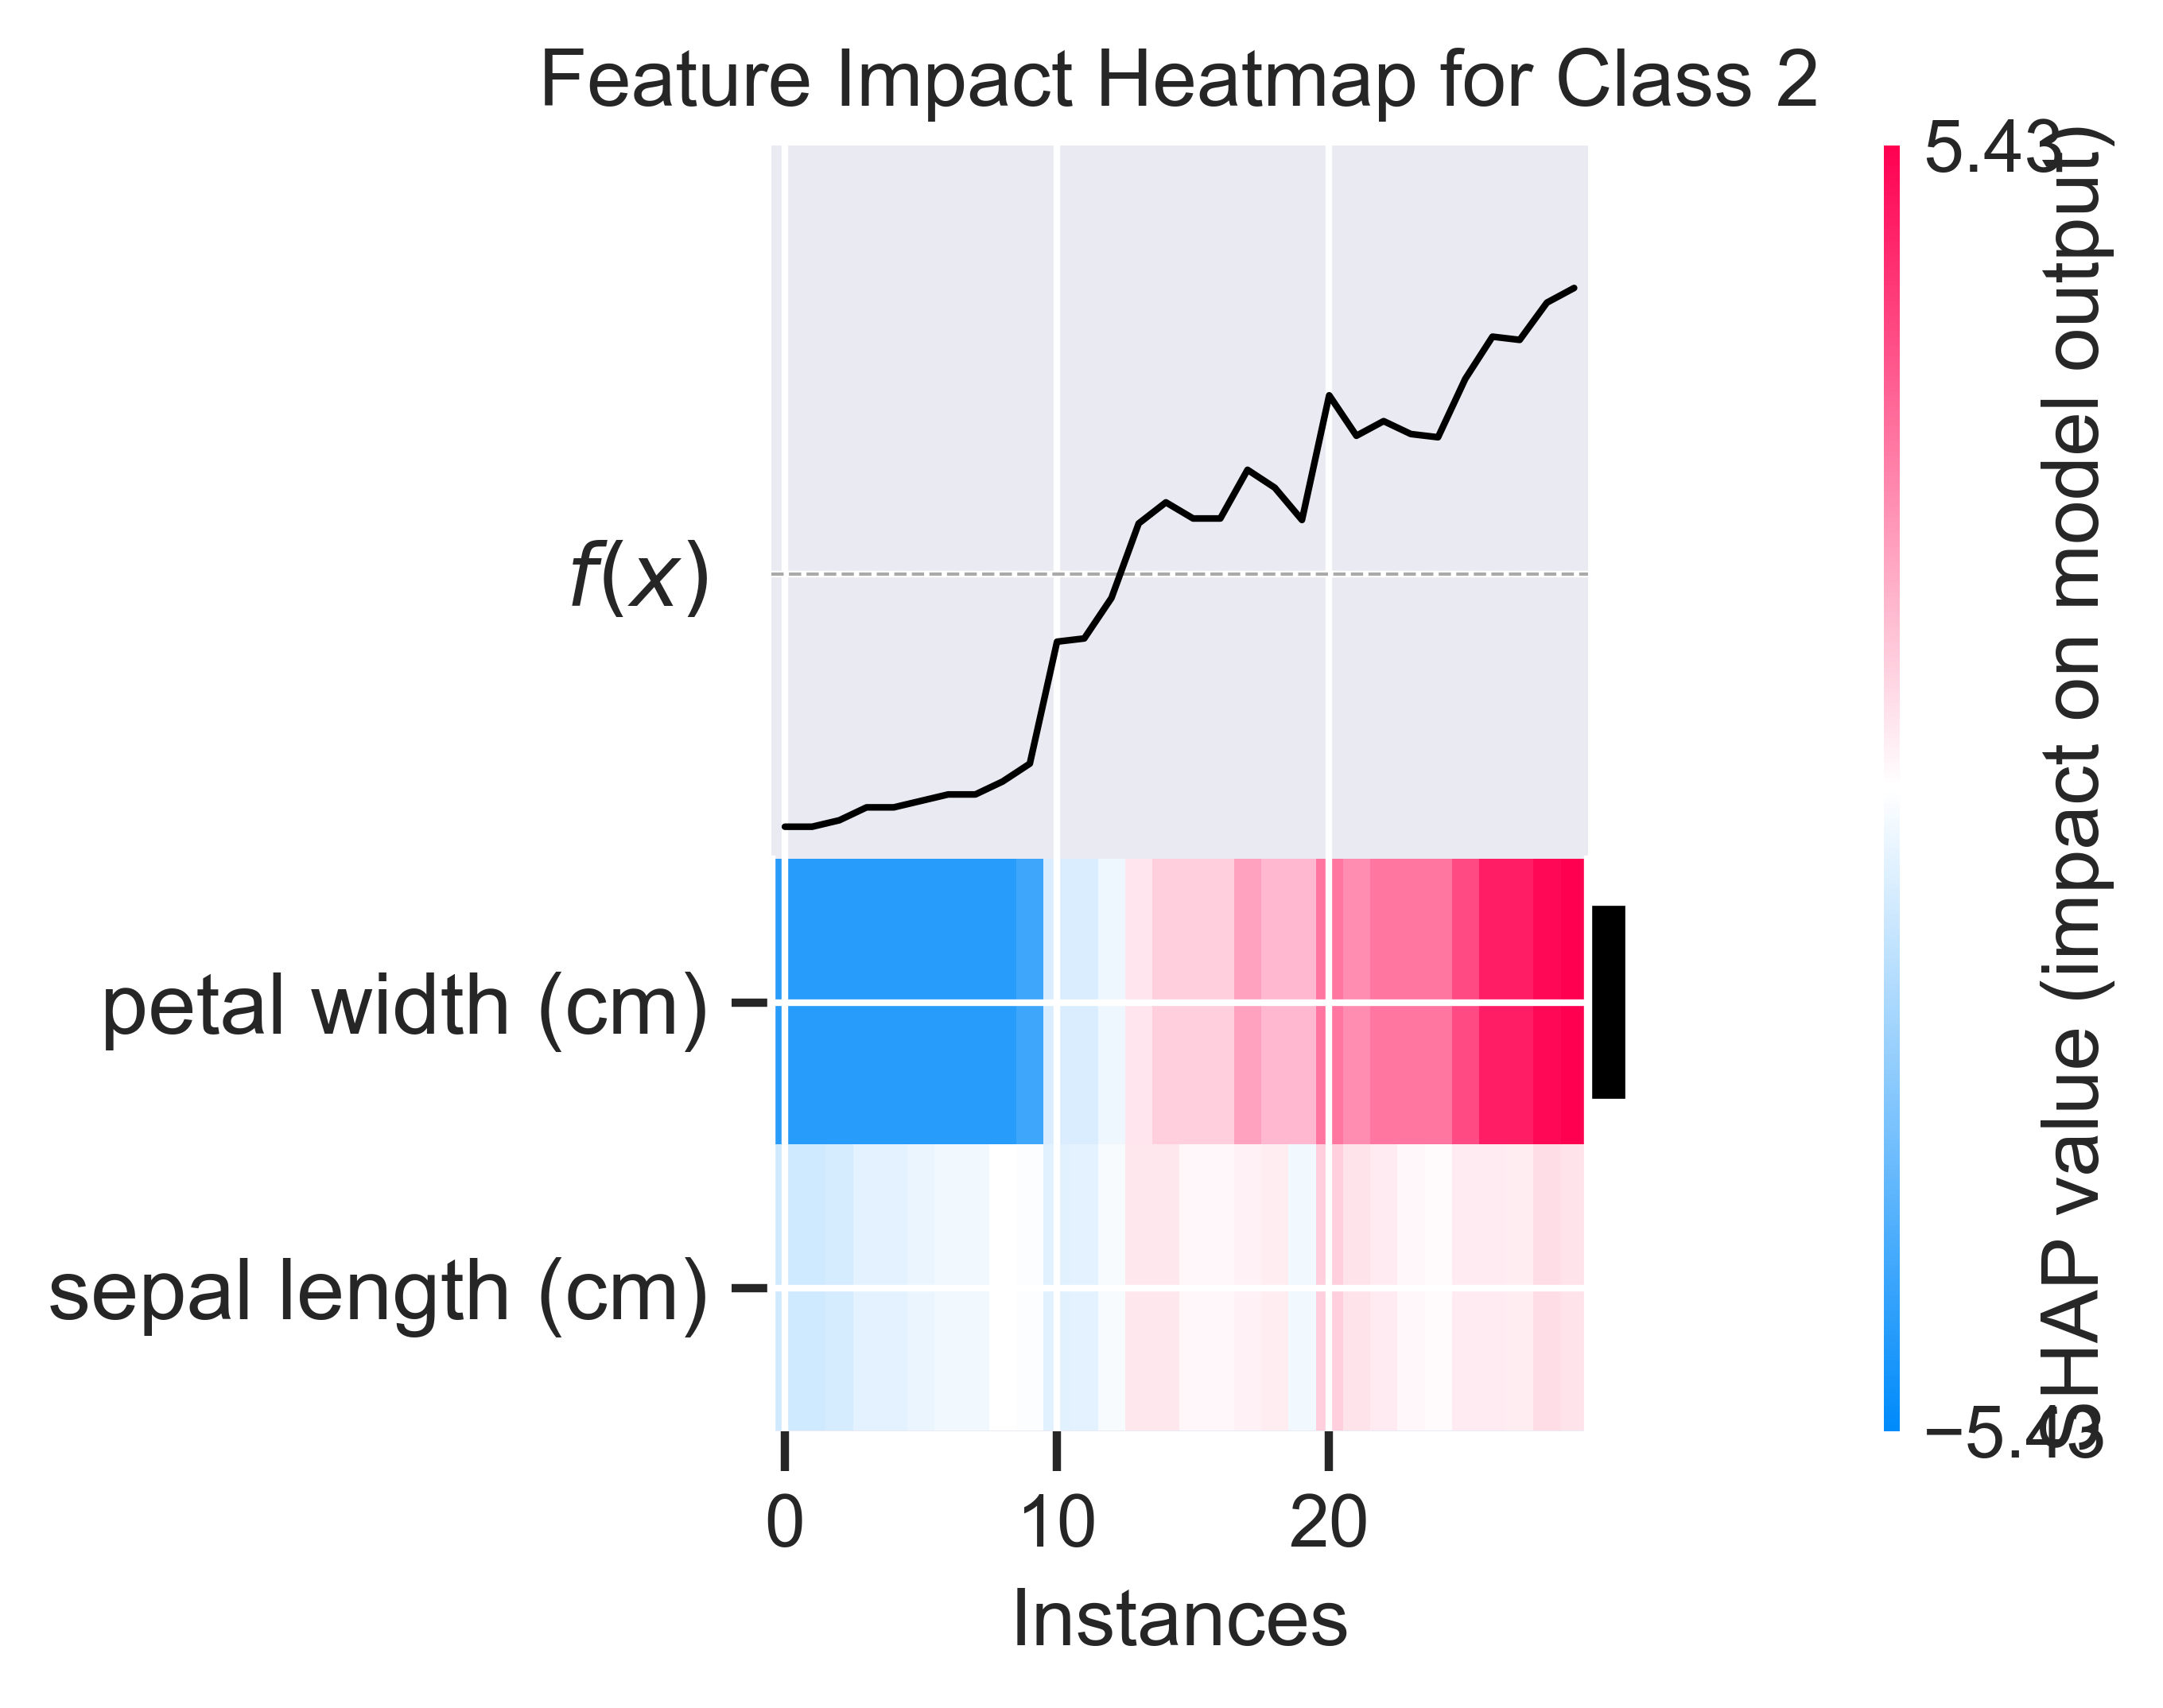 Feature Impact Heatmap for Class 2
f(x)
petal width (cm)
sepal length (cm)
0 10 20
Instances
5.43
−5.43
SHAP value (impact on model output)